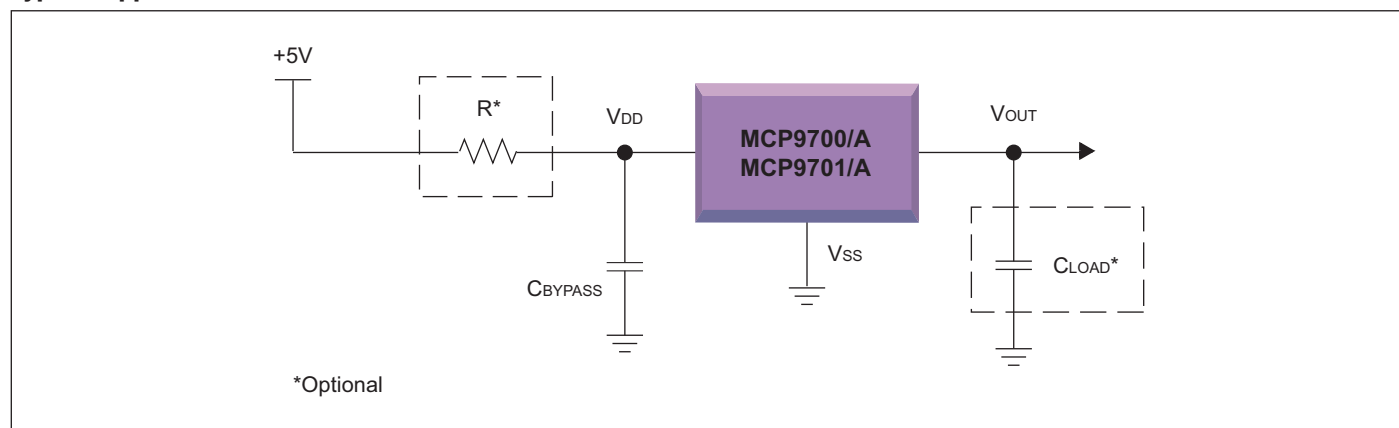 +5V
R*
VDD
MCP9700/A
MCP9701/A
VOUT
VSS
CBYPASS
CLOAD*
*Optional